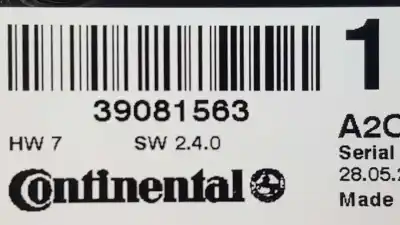 39081563
HW 7 SW 2.4.0
Continental
1
A2C
Serial
28.05.2
Made